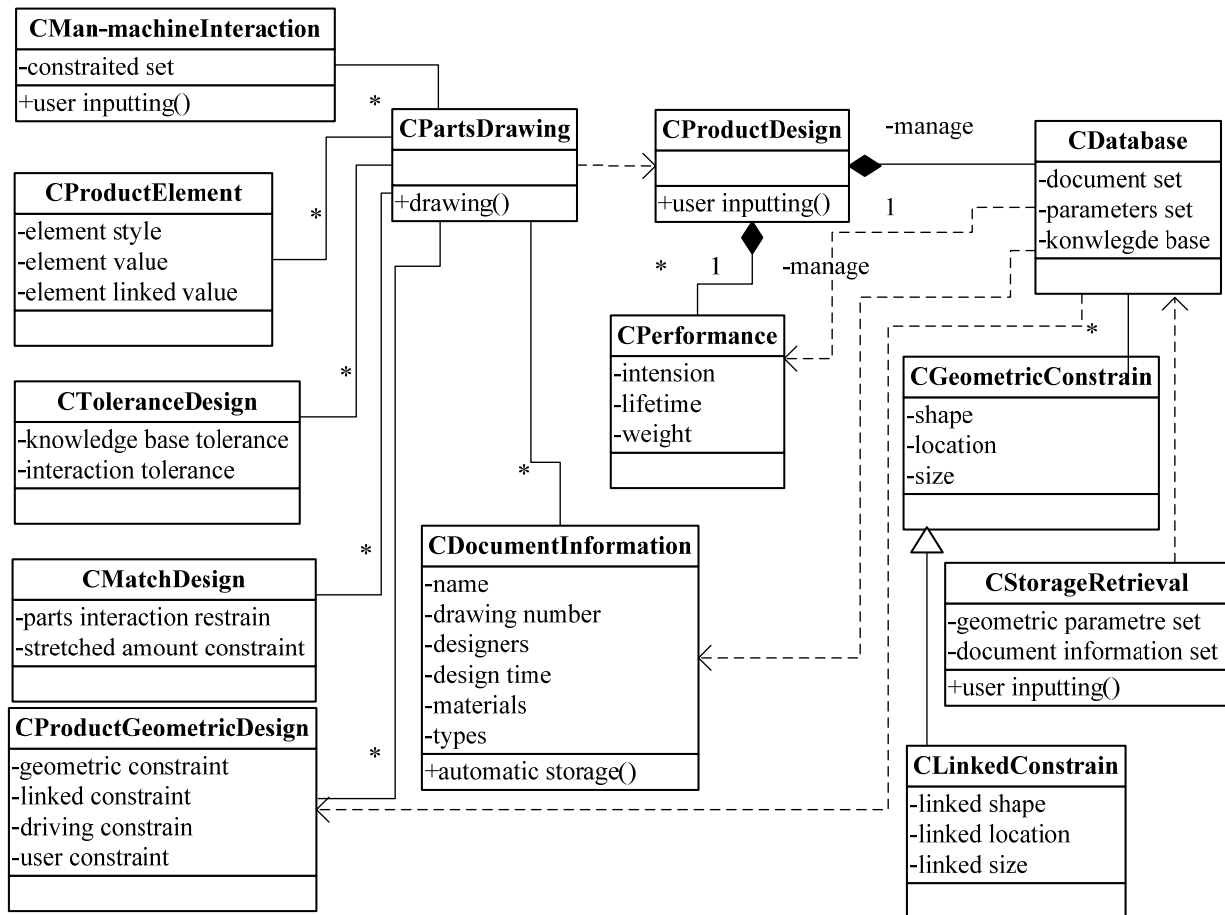 CMan-machineInteraction
-constraited set
+user inputting()
*
CPartsDrawing
+drawing()
CProductDesign
+user inputting()
-manage
1
CDatabase
-document set
-parameters set
-konwlegde base
*
CProductElement
-element style
-element value
-element linked value
*
*
1
-manage
CPerformance
-intension
-lifetime
-weight
CGeometricConstrain
-shape
-location
-size
CToleranceDesign
-knowledge base tolerance
-interaction tolerance
*
*
CDocumentInformation
-name
-drawing number
-designers
-design time
-materials
-types
+automatic storage()
CMatchDesign
-parts interaction restrain
-stretched amount constraint
*
CStorageRetrieval
-geometric parametre set
-document information set
+user inputting()
CProductGeometricDesign
-geometric constraint
-linked constraint
-driving constrain
-user constraint
*
CLinkedConstrain
-linked shape
-linked location
-linked size